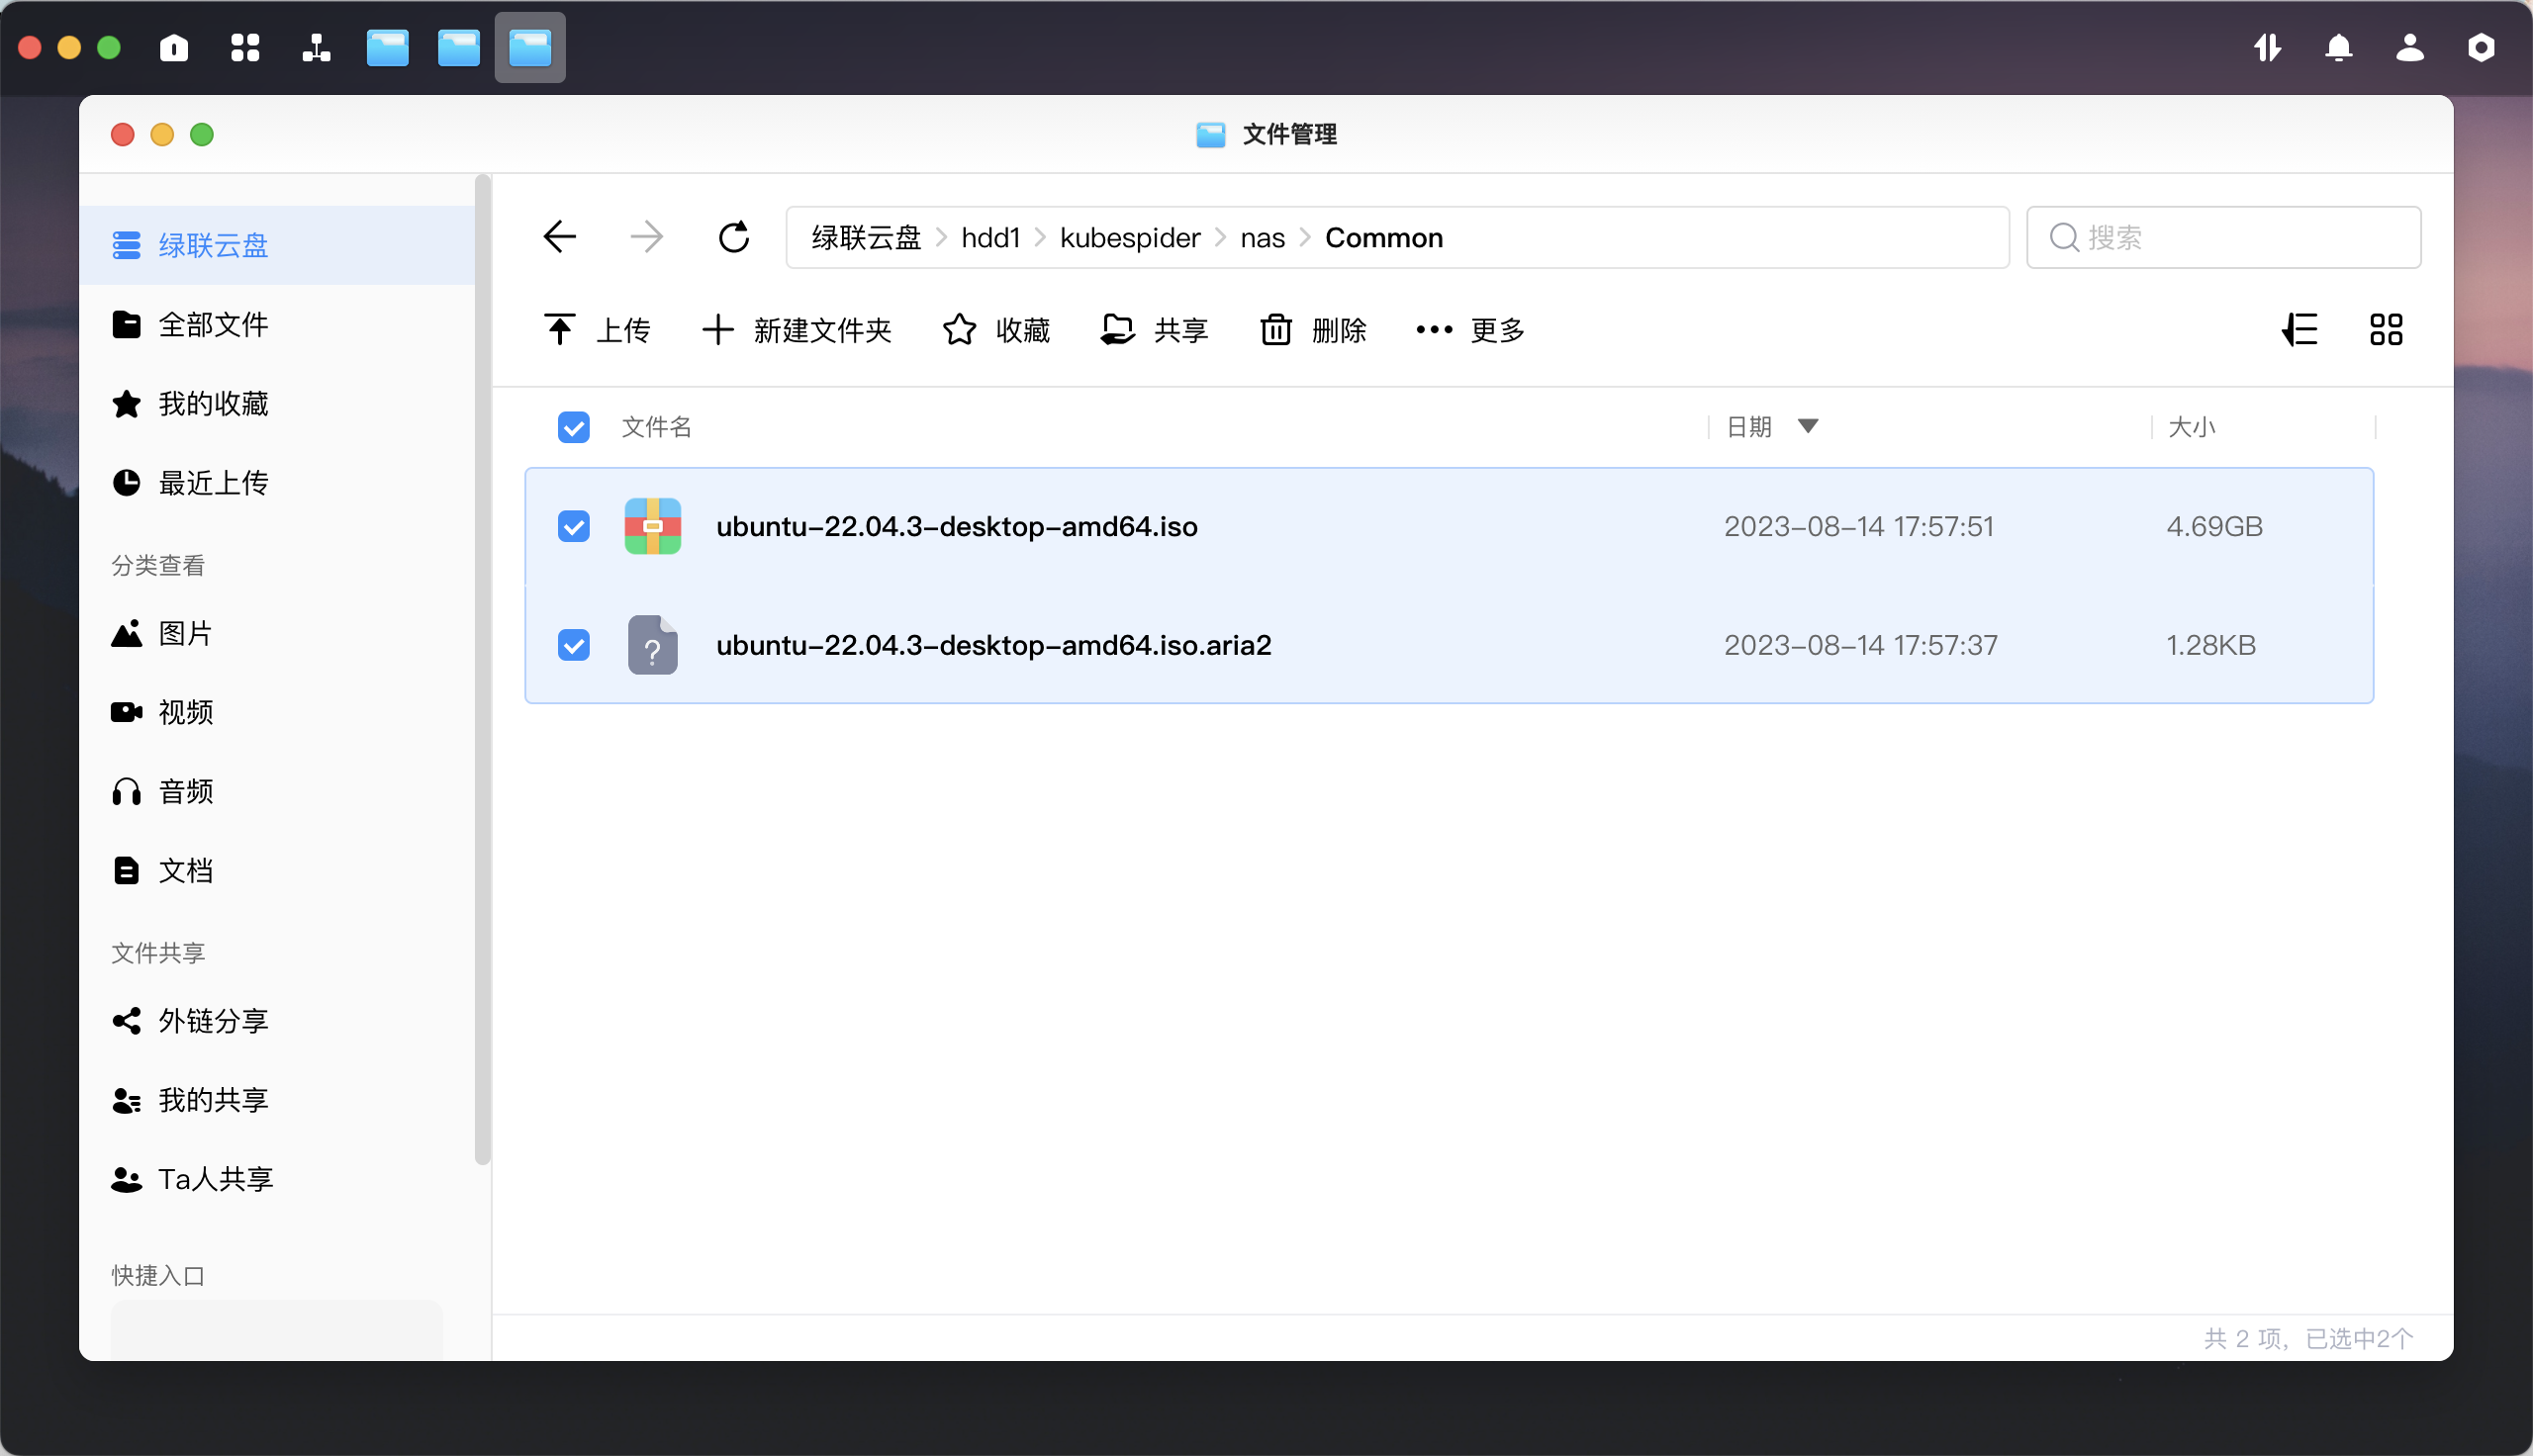 文件管理
绿联云盘
全部文件
我的收藏
最近上传
分类查看
图片
视频
音频
文档
文件共享
外链分享
我的共享
Ta人共享
快捷入口
绿联云盘 > hdd1 > kubespider > nas > Common
搜索
上传 新建文件夹 收藏 共享 删除 更多
文件名 日期 大小
ubuntu-22.04.3-desktop-amd64.iso 2023-08-14 17:57:51 4.69GB
ubuntu-22.04.3-desktop-amd64.iso.aria2 2023-08-14 17:57:37 1.28KB
共 2 项，已选中2个